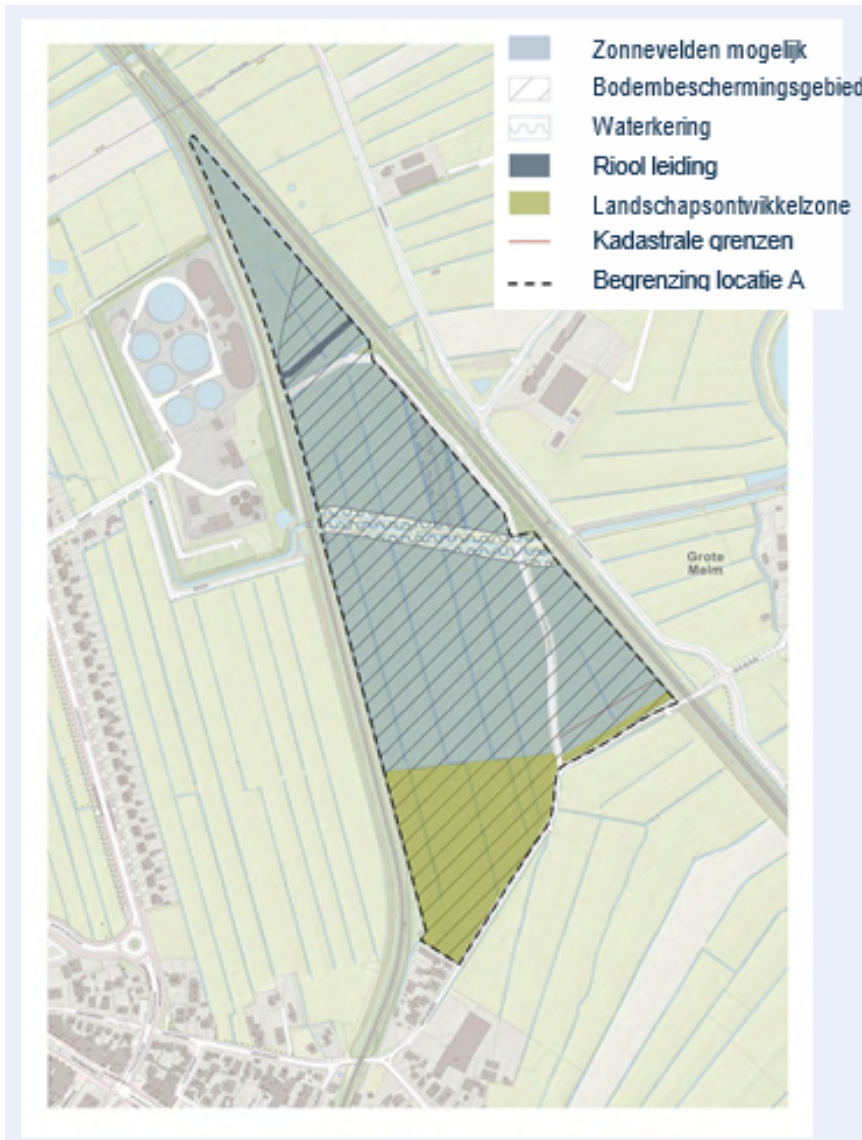 Zonnevelden mogelijk
Bodembeschermingsgebied
Waterkering
Riool leiding
Landschapsontwikkelzone
Kadastrale grenzen
Begrenzing locatie A
Grote
Melm